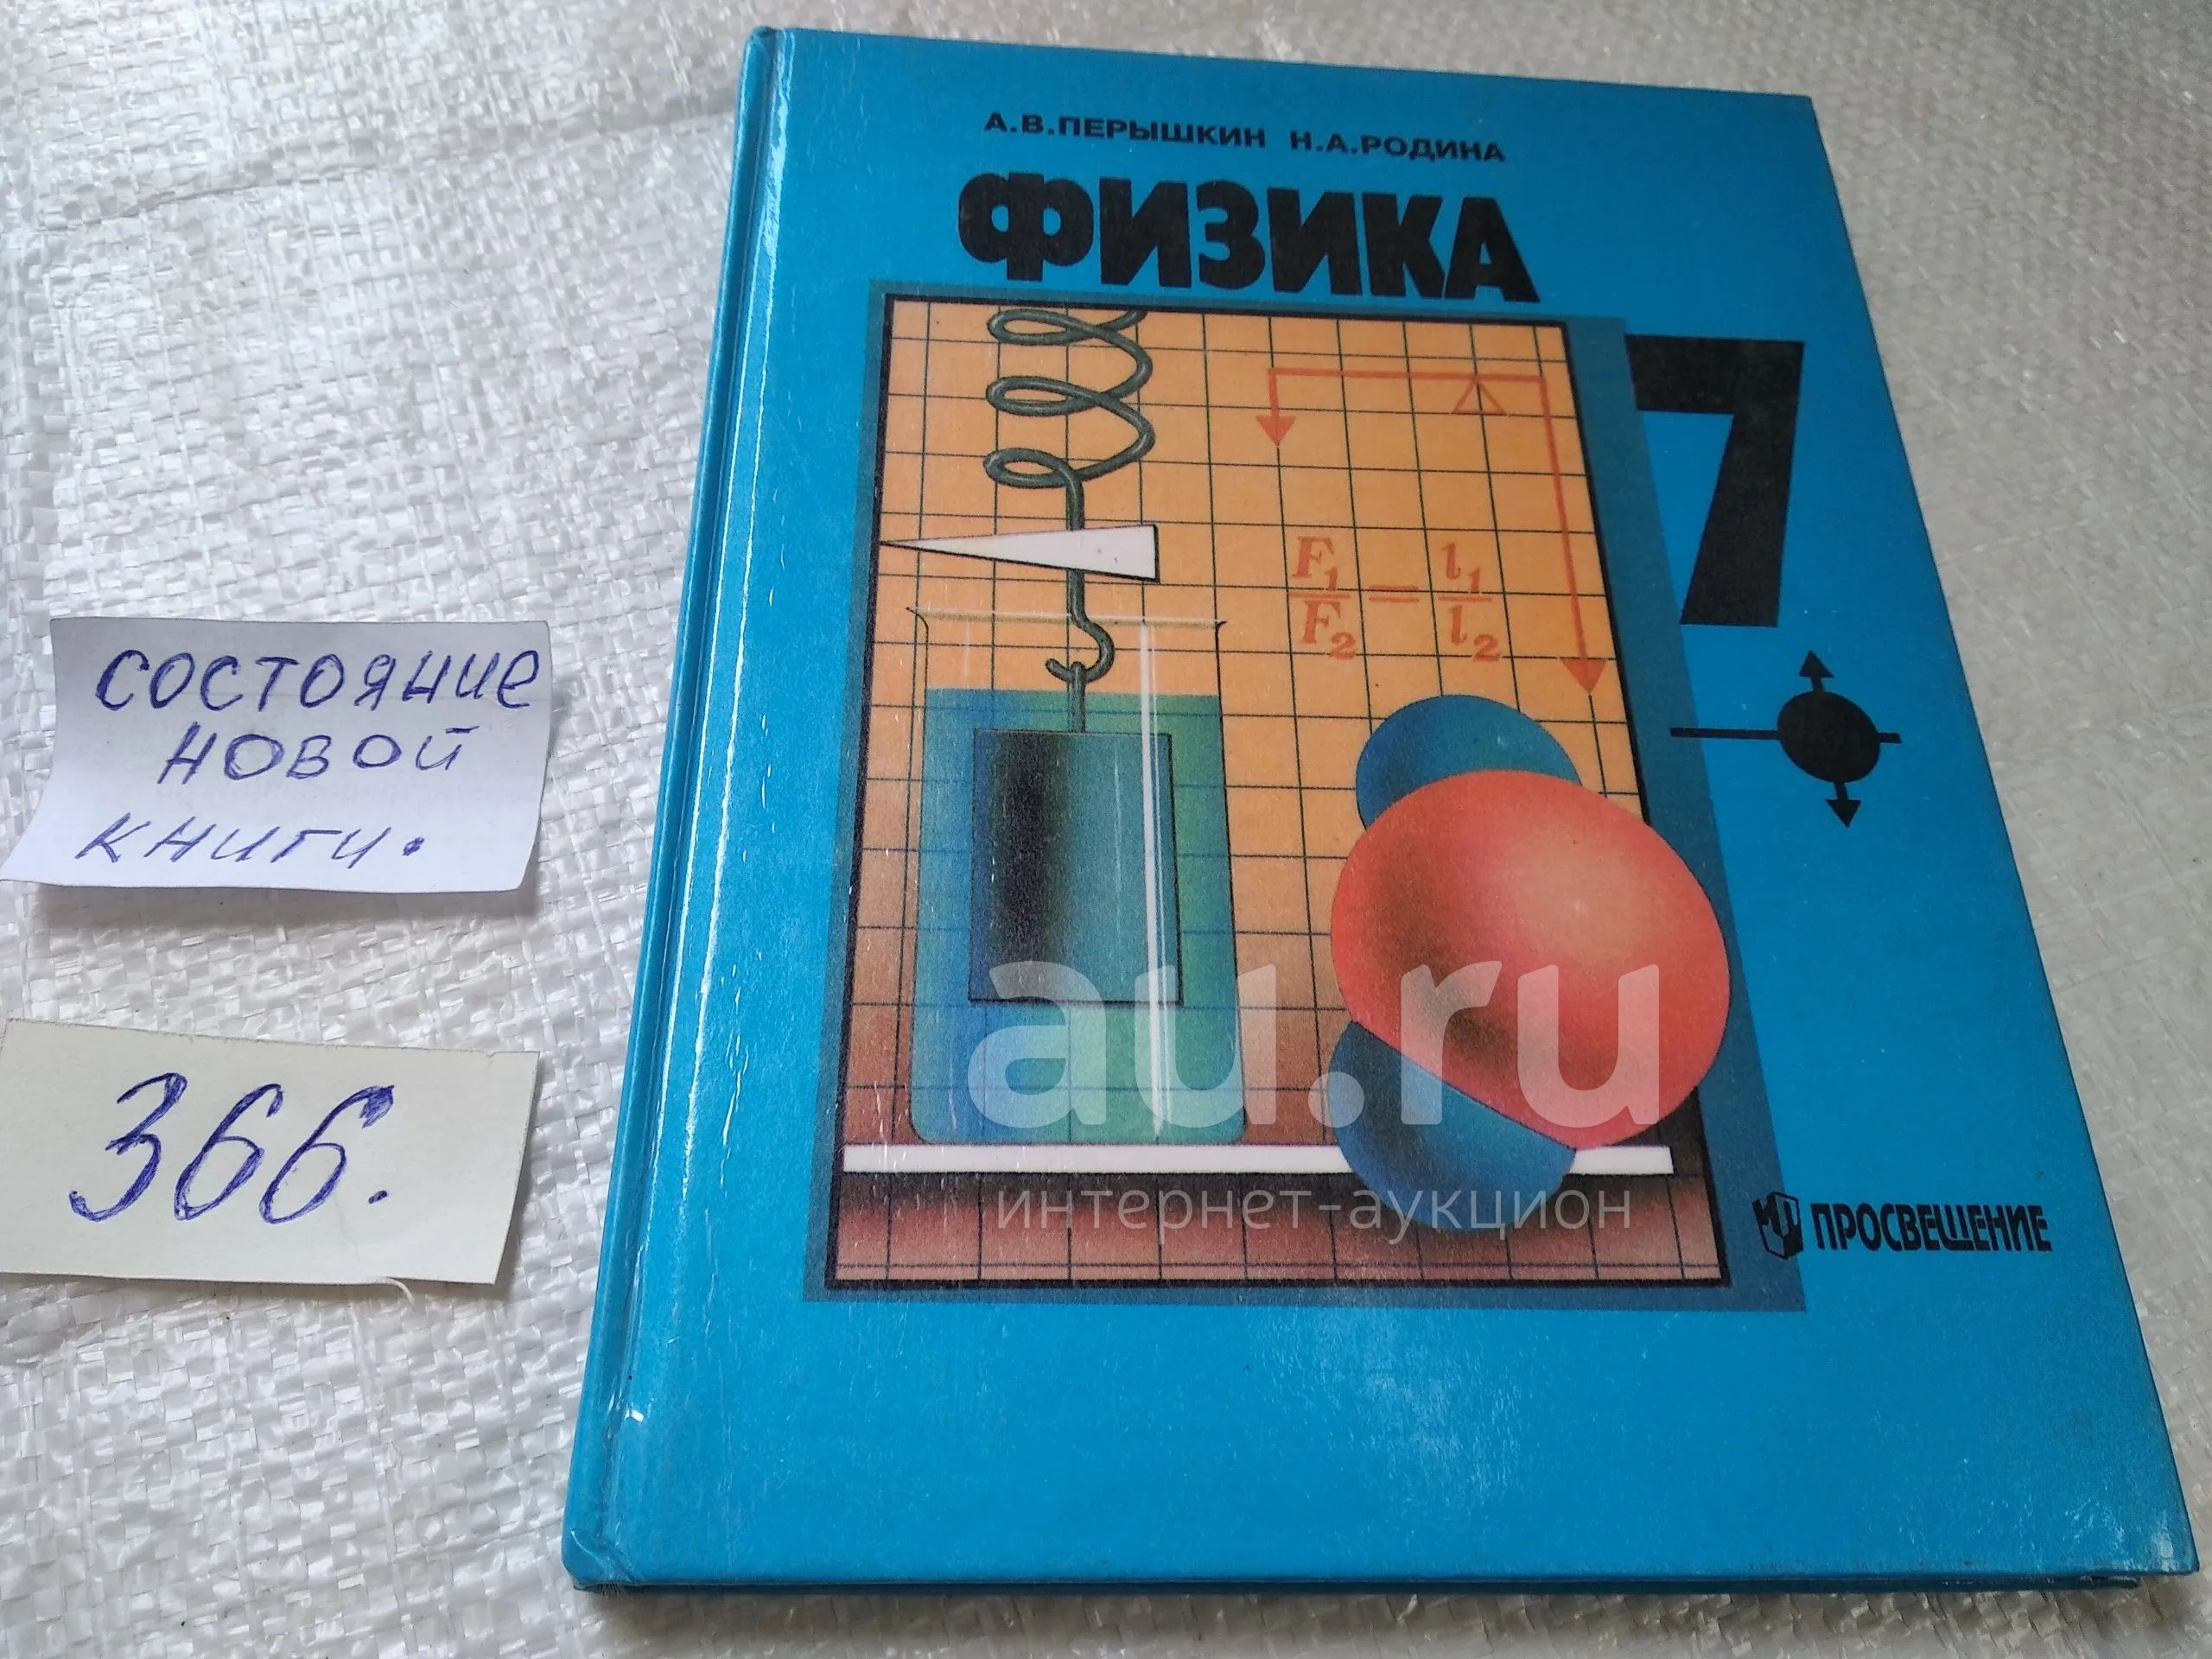 А.В.ПЕРЫШКИН Н.А.РОДИНА
ФИЗИКА
7
F₁/F₂ = l₁/l₂
СОСТОЯНИЕ
НОВОЙ
КНИГИ.
366.
au.ru
интернет-аукцион
ПРОСВЕЩЕНИЕ